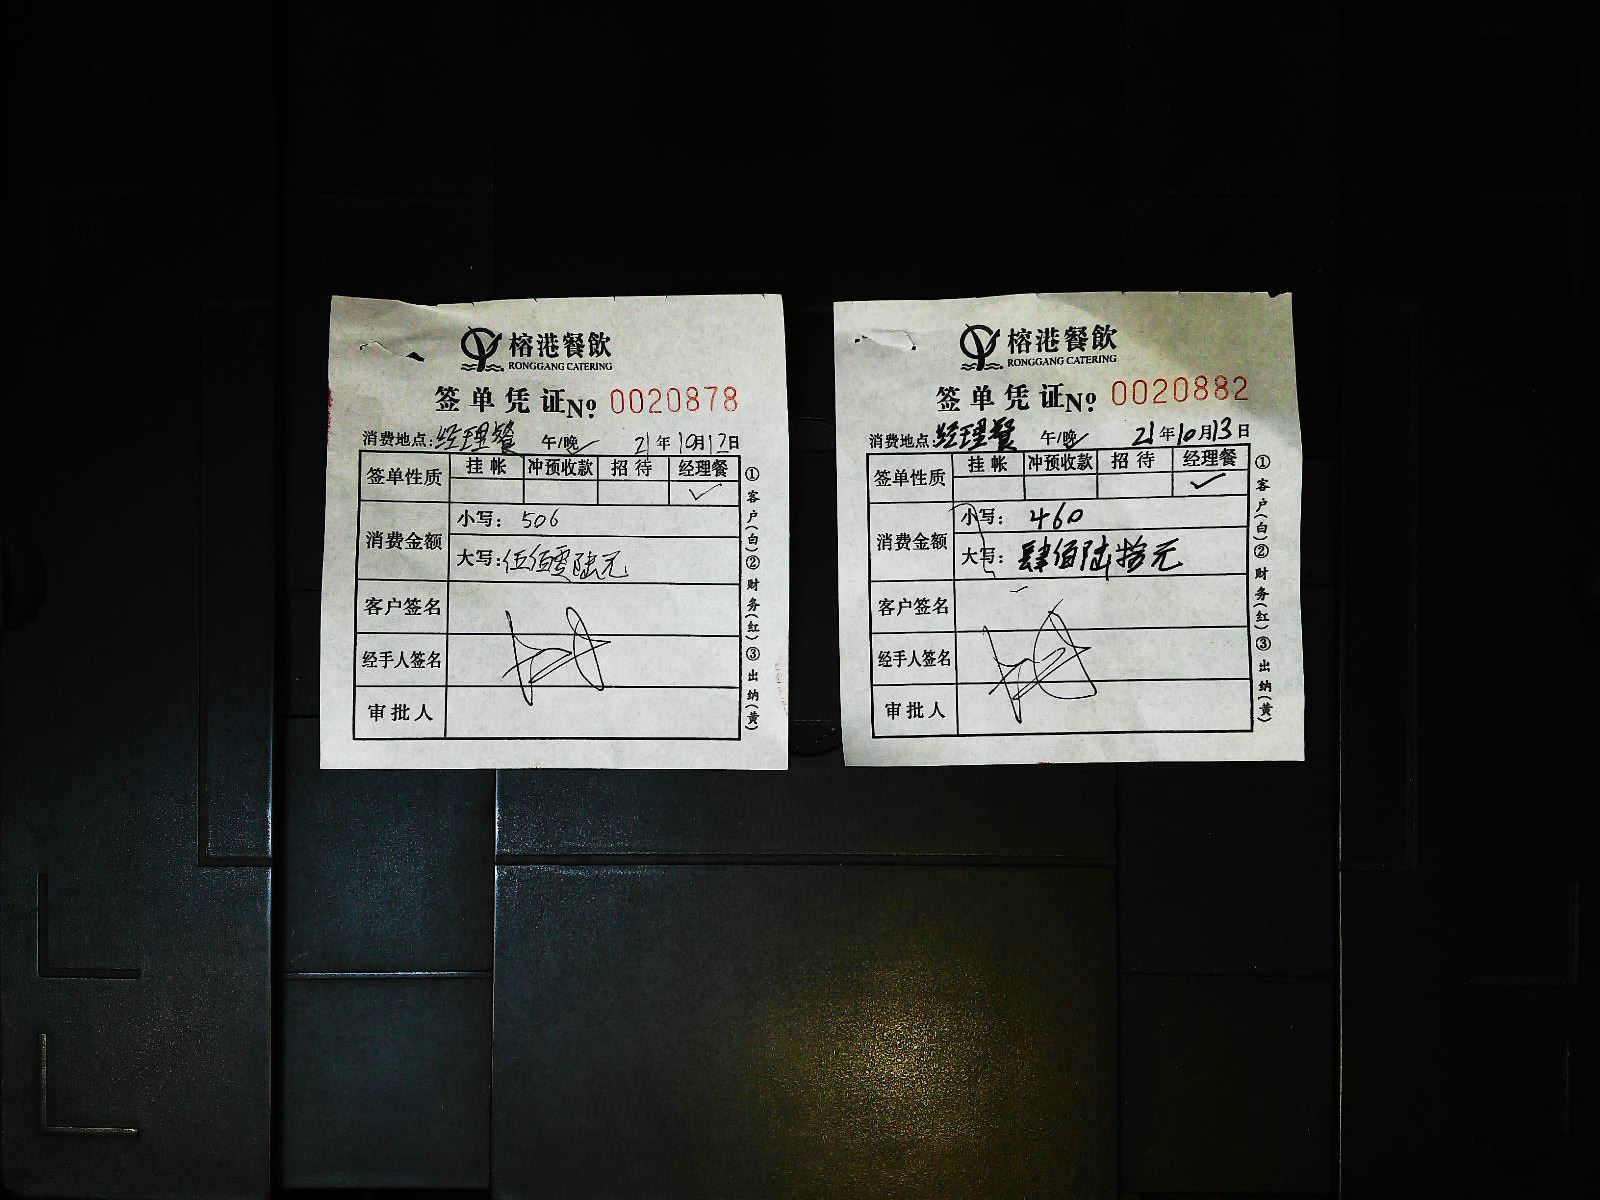 榕港餐飲
RONGGANG CATERING
签单凭证№ 0020878
消费地点:经理餐 午/晚✓ 21年10月12日
签单性质 挂帐 冲预收款 招待 经理餐
✓
消费金额
小写: 506
大写:伍佰零陆元
客户签名
经手人签名
审批人
①客户(白)②财务(红)③出纳(黄)
榕港餐飲
RONGGANG CATERING
签单凭证№ 0020882
消费地点:经理餐 午/晚✓ 21年10月13日
签单性质 挂帐 冲预收款 招待 经理餐
✓
消费金额
小写: 460
大写: 肆佰陆拾元
客户签名
经手人签名
审批人
①客户(白)②财务(红)③出纳(黄)